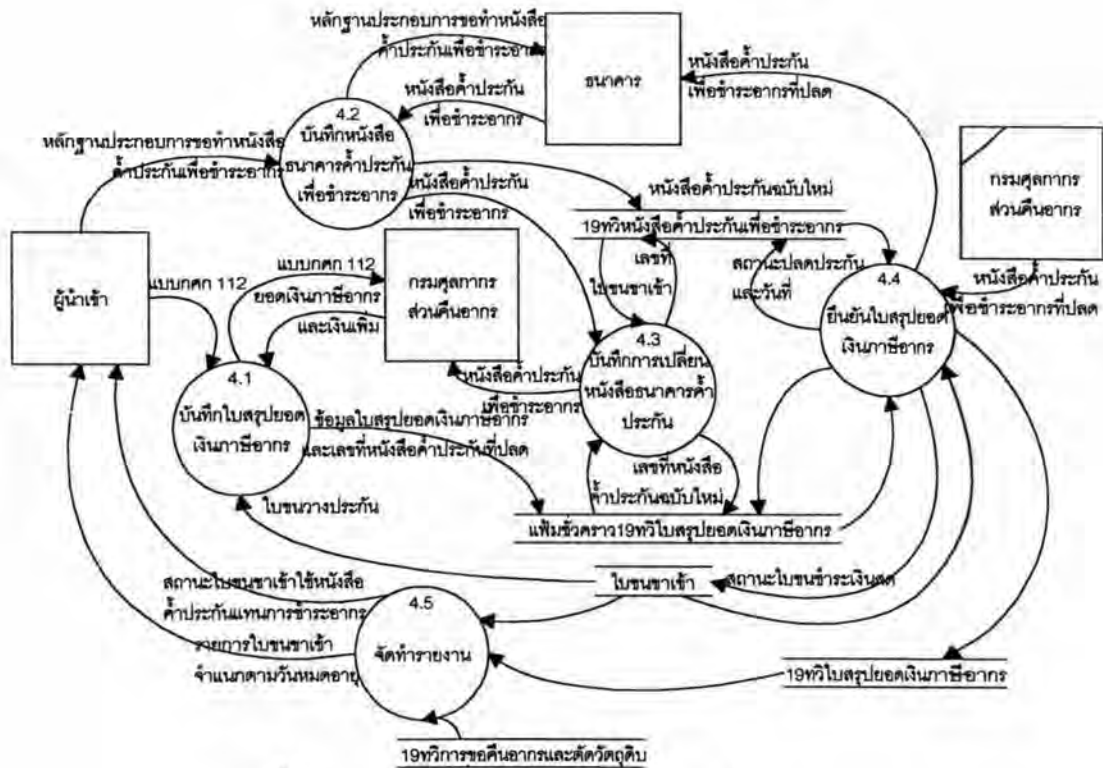 หลักฐานประกอบการขอทำหนังสือ
ค้ำประกันเพื่อชำระอากร
ธนาคาร
หนังสือค้ำประกัน
เพื่อชำระอากรที่ปลด
หนังสือค้ำประกัน
เพื่อชำระอากร
4.2
บันทึกหนังสือ
ธนาคารค้ำประกัน
เพื่อชำระอากร
หลักฐานประกอบการขอทำหนังสือ
ค้ำประกันเพื่อชำระอากร
กรมศุลกากร
ส่วนคืนอากร
หนังสือค้ำประกัน
เพื่อชำระอากร
หนังสือค้ำประกันฉบับใหม่
19ทวิหนังสือค้ำประกันเพื่อชำระอากร
ผู้นำเข้า
แบบกศก 112
แบบกศก 112
ยอดเงินภาษีอากร
และเงินเพิ่ม
กรมศุลกากร
ส่วนคืนอากร
เลขที่
ใบขนขาเข้า
สถานะปลดประกัน
และวันที่
4.4
ยืนยันใบสรุปยอด
เงินภาษีอากร
หนังสือค้ำประกัน
เพื่อชำระอากรที่ปลด
4.3
บันทึกการเปลี่ยน
หนังสือธนาคารค้ำ
ประกัน
4.1
บันทึกใบสรุปยอด
เงินภาษีอากร
หนังสือค้ำประกัน
เพื่อชำระอากร
ข้อมูลใบสรุปยอดเงินภาษีอากร
และเลขที่หนังสือค้ำประกันที่ปลด
เลขที่หนังสือ
ค้ำประกันฉบับใหม่
ใบขนวางประกัน
แฟ้มชั่วคราว19ทวิใบสรุปยอดเงินภาษีอากร
ใบขนขาเข้า
สถานะใบขนชำระเงินสด
สถานะใบขนขาเข้าใช้หนังสือ
ค้ำประกันแทนการชำระอากร
รายการใบขนขาเข้า
จำแนกตามวันหมดอายุ
4.5
จัดทำรายงาน
19ทวิใบสรุปยอดเงินภาษีอากร
19ทวิการขอคืนอากรและตัดวัตถุดิบ